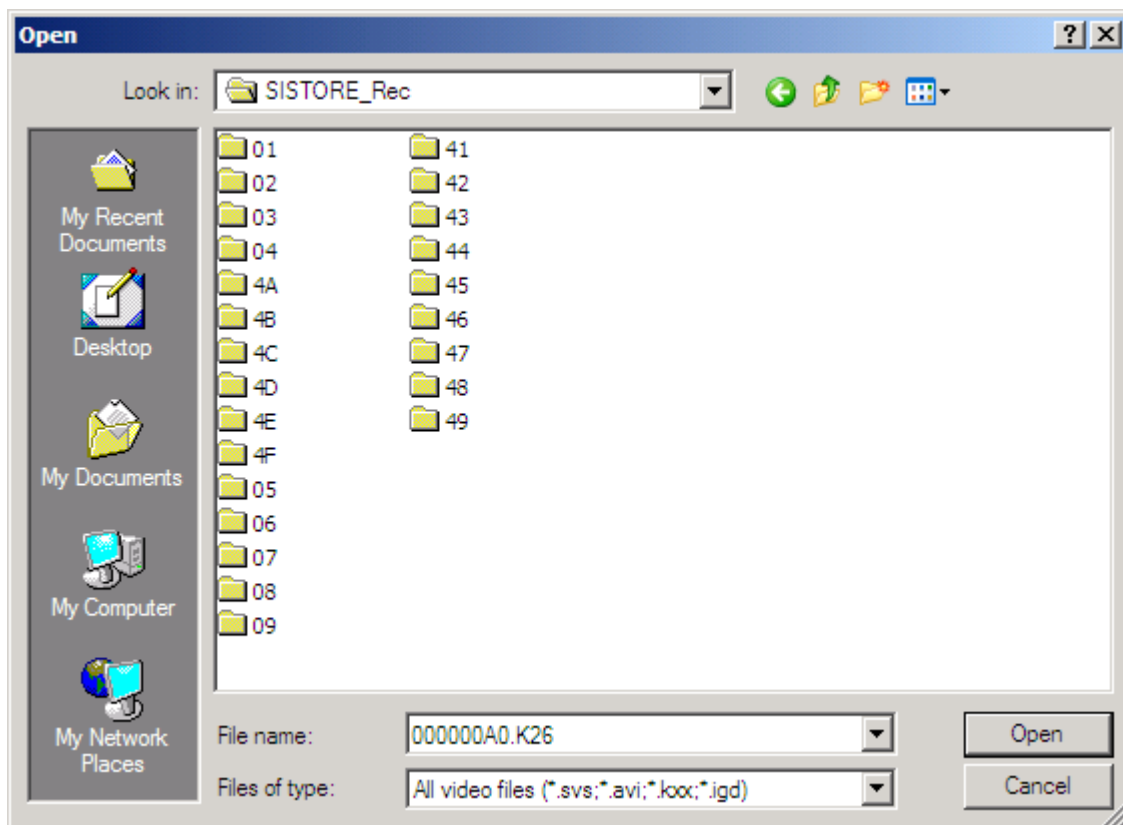 Open
Look in:
SISTORE_Rec
My Recent
Documents
Desktop
My Documents
My Computer
My Network
Places
01
02
03
04
4A
4B
4C
4D
4E
4F
05
06
07
08
09
41
42
43
44
45
46
47
48
49
File name:
000000A0.K26
Open
Files of type:
All video files (*.svs;*.avi;*.kxx;*.igd)
Cancel